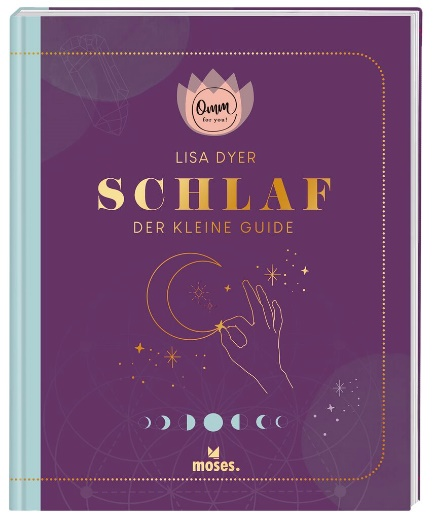 Omm
for you!
LISA DYER
SCHLAF
DER KLEINE GUIDE
moses.